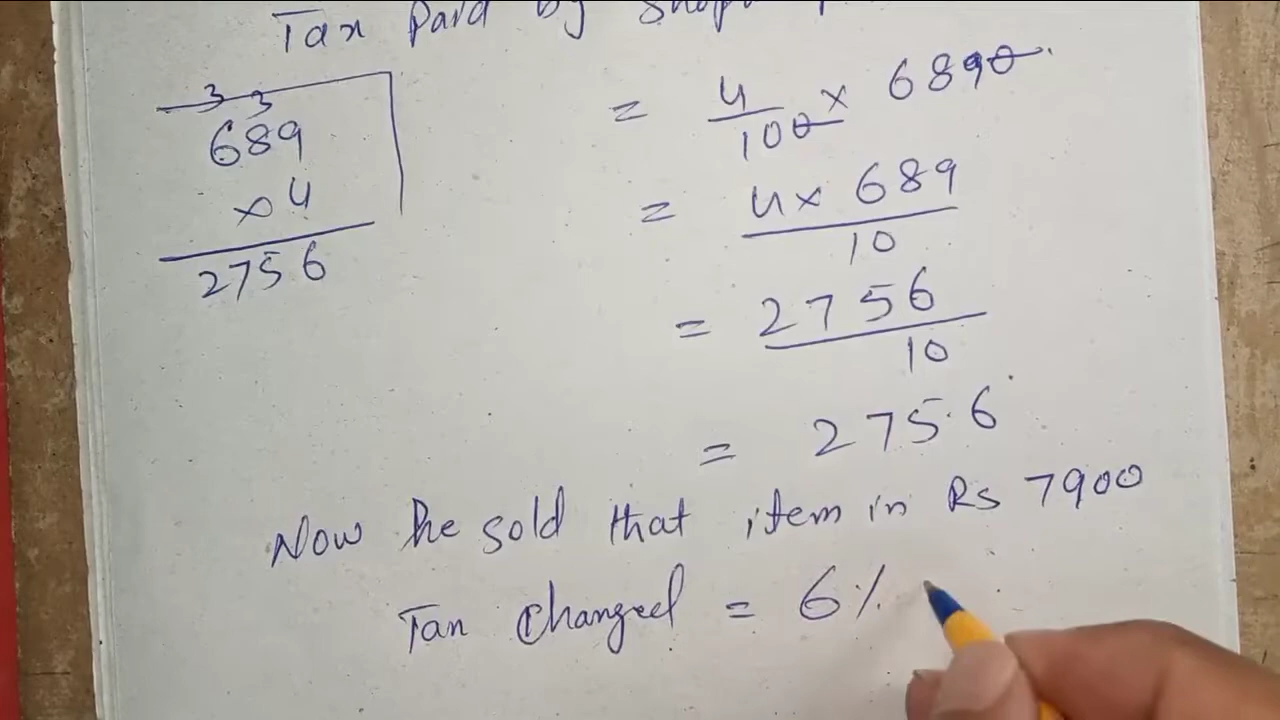 Tax Paid by
3 3
689
× 4
2756
= 4/100 × 6890
= 4 × 689 / 10
= 2756 / 10
= 275.6
Now he sold that item in Rs 7900
Tax Charged = 6%